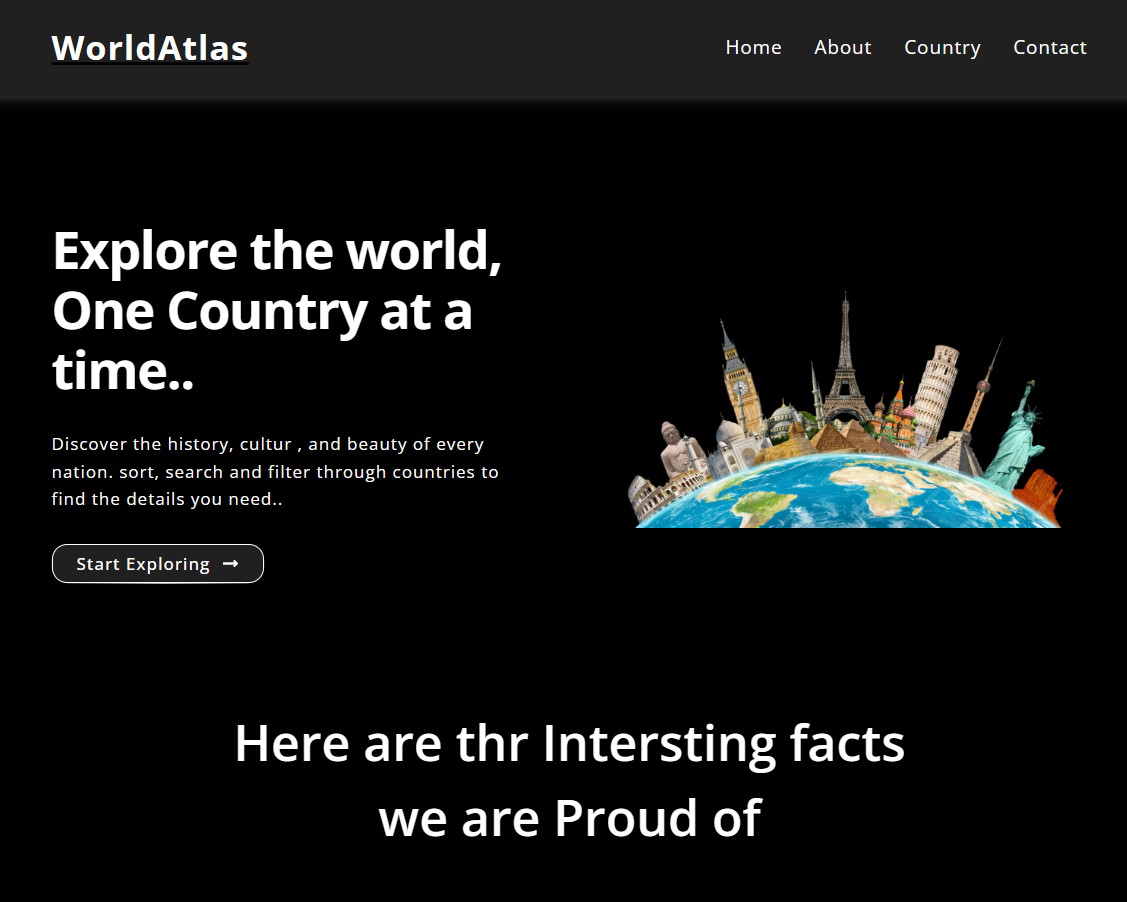 WorldAtlas
Home About Country Contact
Explore the world,
One Country at a
time..
Discover the history, cultur , and beauty of every
nation. sort, search and filter through countries to
find the details you need..
Start Exploring
Here are thr Intersting facts
we are Proud of